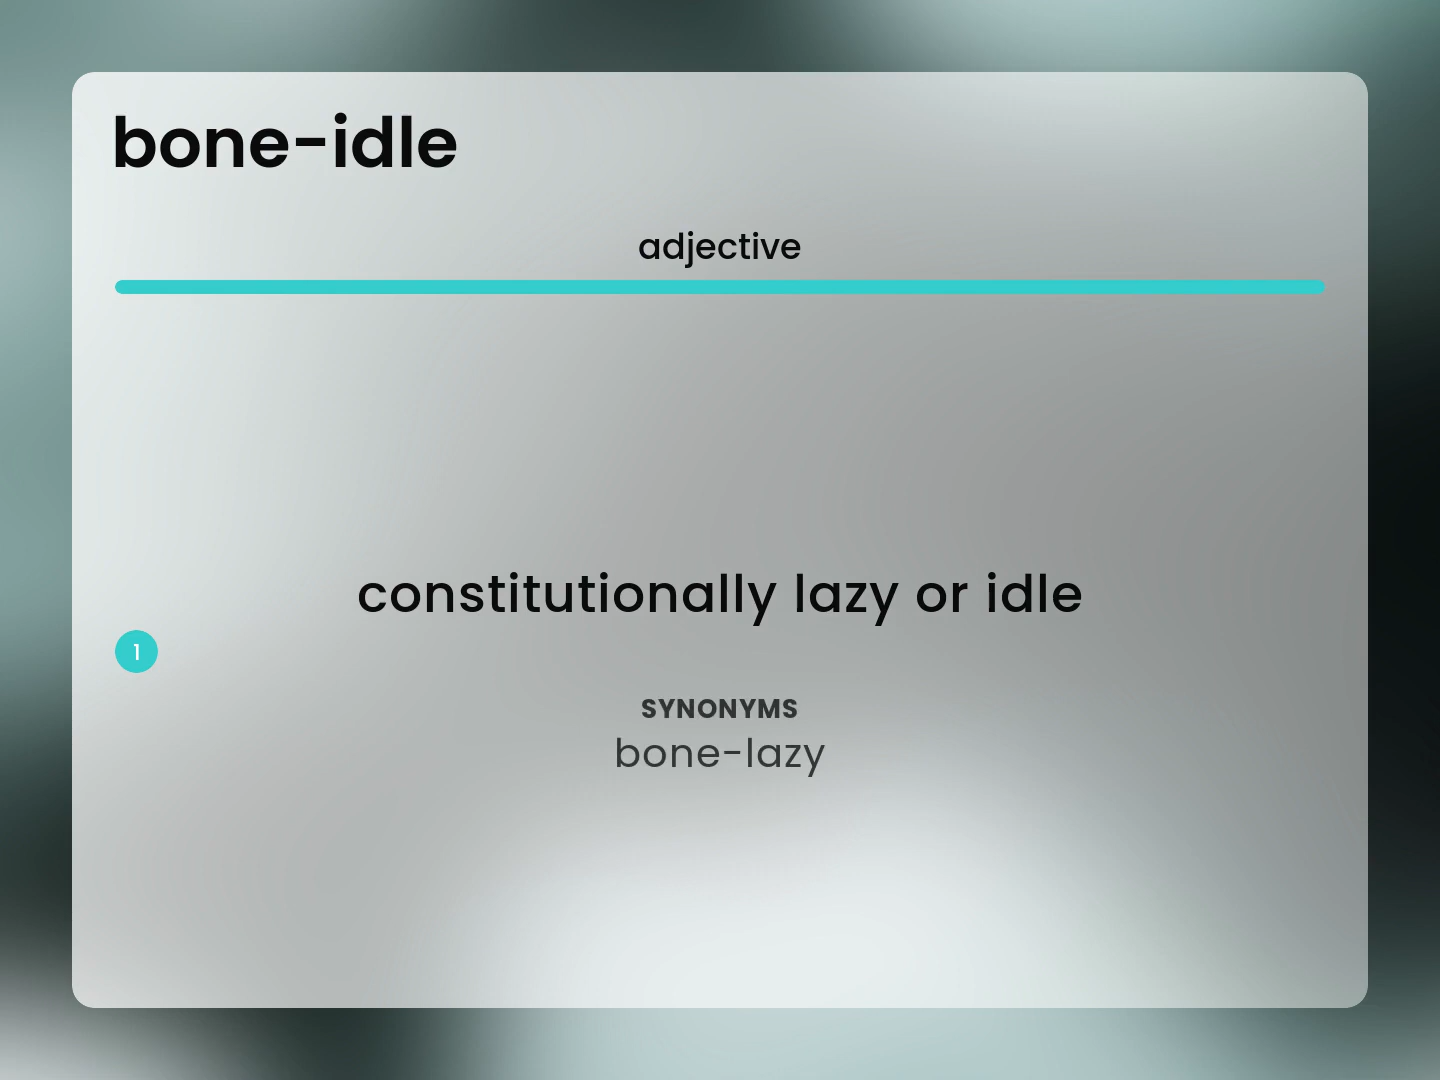 bone-idle
adjective
constitutionally lazy or idle
1
SYNONYMS
bone-lazy